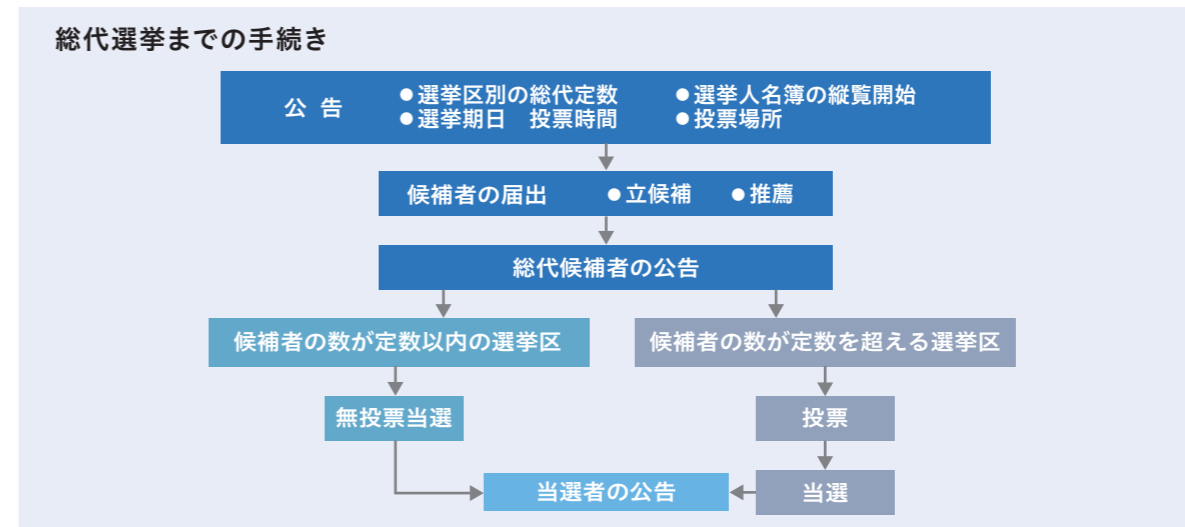 総代選挙までの手続き
公 告
●選挙区別の総代定数 ●選挙人名簿の縦覧開始
●選挙期日 投票時間 ●投票場所
候補者の届出 ●立候補 ●推薦
総代候補者の公告
候補者の数が定数以内の選挙区 候補者の数が定数を超える選挙区
無投票当選 投票
当選者の公告 当選